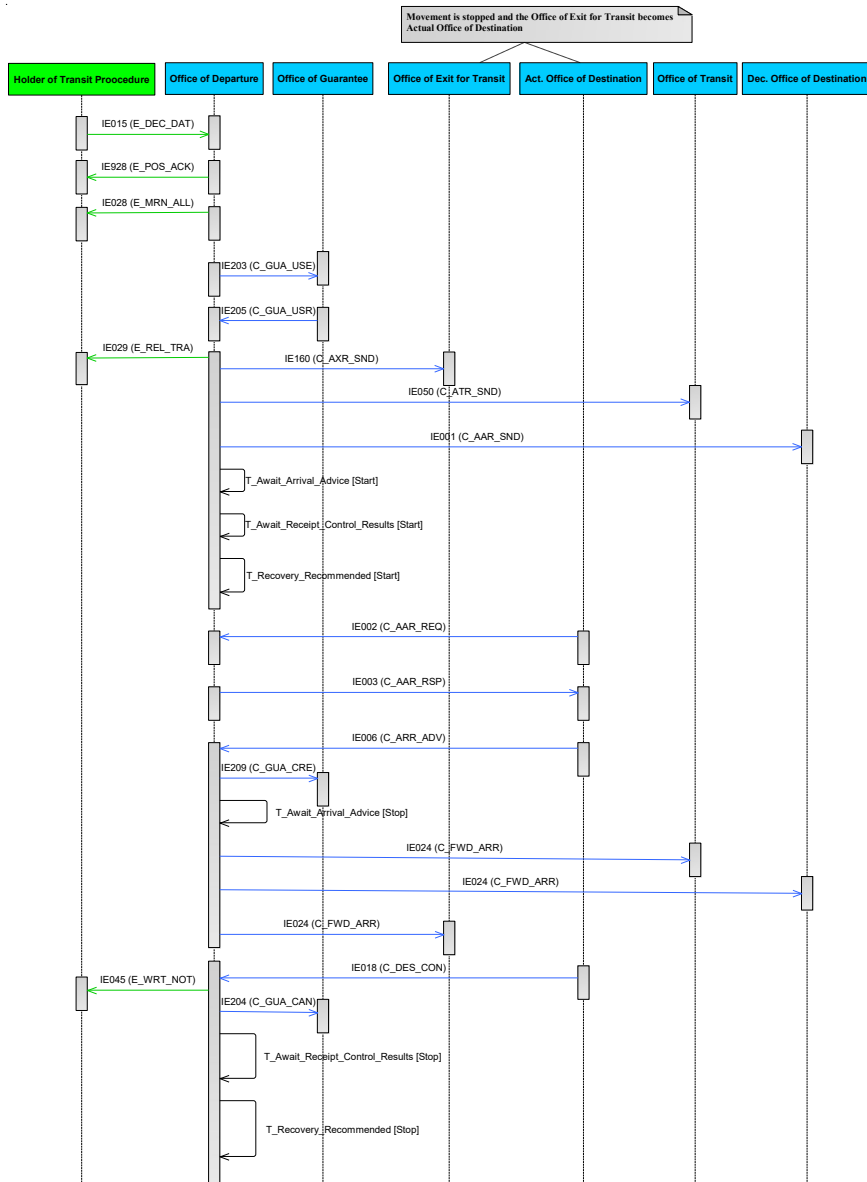 Movement is stopped and the Office of Exit for Transit becomes
Actual Office of Destination
Holder of Transit Proocedure
Office of Departure
Office of Guarantee
Office of Exit for Transit
Act. Office of Destination
Office of Transit
Dec. Office of Destination
IE015 (E_DEC_DAT)
IE928 (E_POS_ACK)
IE028 (E_MRN_ALL)
IE203 (C_GUA_USE)
IE205 (C_GUA_USR)
IE029 (E_REL_TRA)
IE160 (C_AXR_SND)
IE050 (C_ATR_SND)
IE001 (C_AAR_SND)
T_Await_Arrival_Advice [Start]
T_Await_Receipt_Control_Results [Start]
T_Recovery_Recommended [Start]
IE002 (C_AAR_REQ)
IE003 (C_AAR_RSP)
IE006 (C_ARR_ADV)
IE209 (C_GUA_CRE)
T_Await_Arrival_Advice [Stop]
IE024 (C_FWD_ARR)
IE024 (C_FWD_ARR)
IE024 (C_FWD_ARR)
IE018 (C_DES_CON)
IE045 (E_WRT_NOT)
IE204 (C_GUA_CAN)
T_Await_Receipt_Control_Results [Stop]
T_Recovery_Recommended [Stop]